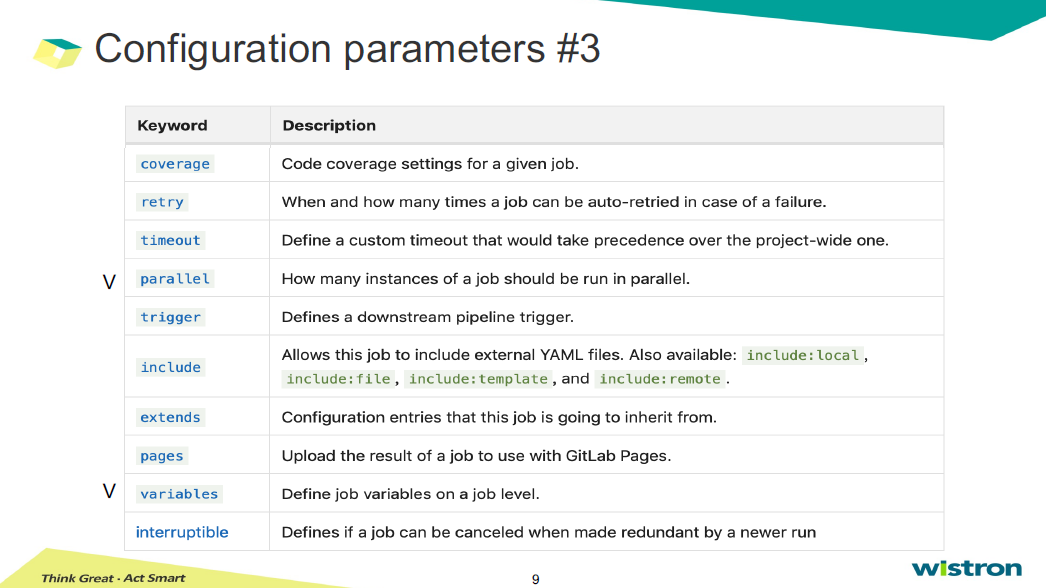 Configuration parameters #3
Keyword Description
coverage Code coverage settings for a given job.
retry When and how many times a job can be auto-retried in case of a failure.
timeout Define a custom timeout that would take precedence over the project-wide one.
V parallel How many instances of a job should be run in parallel.
trigger Defines a downstream pipeline trigger.
include Allows this job to include external YAML files. Also available: include:local,
include:file, include:template, and include:remote.
extends Configuration entries that this job is going to inherit from.
pages Upload the result of a job to use with GitLab Pages.
V variables Define job variables on a job level.
interruptible Defines if a job can be canceled when made redundant by a newer run
Think Great · Act Smart 9 wistron